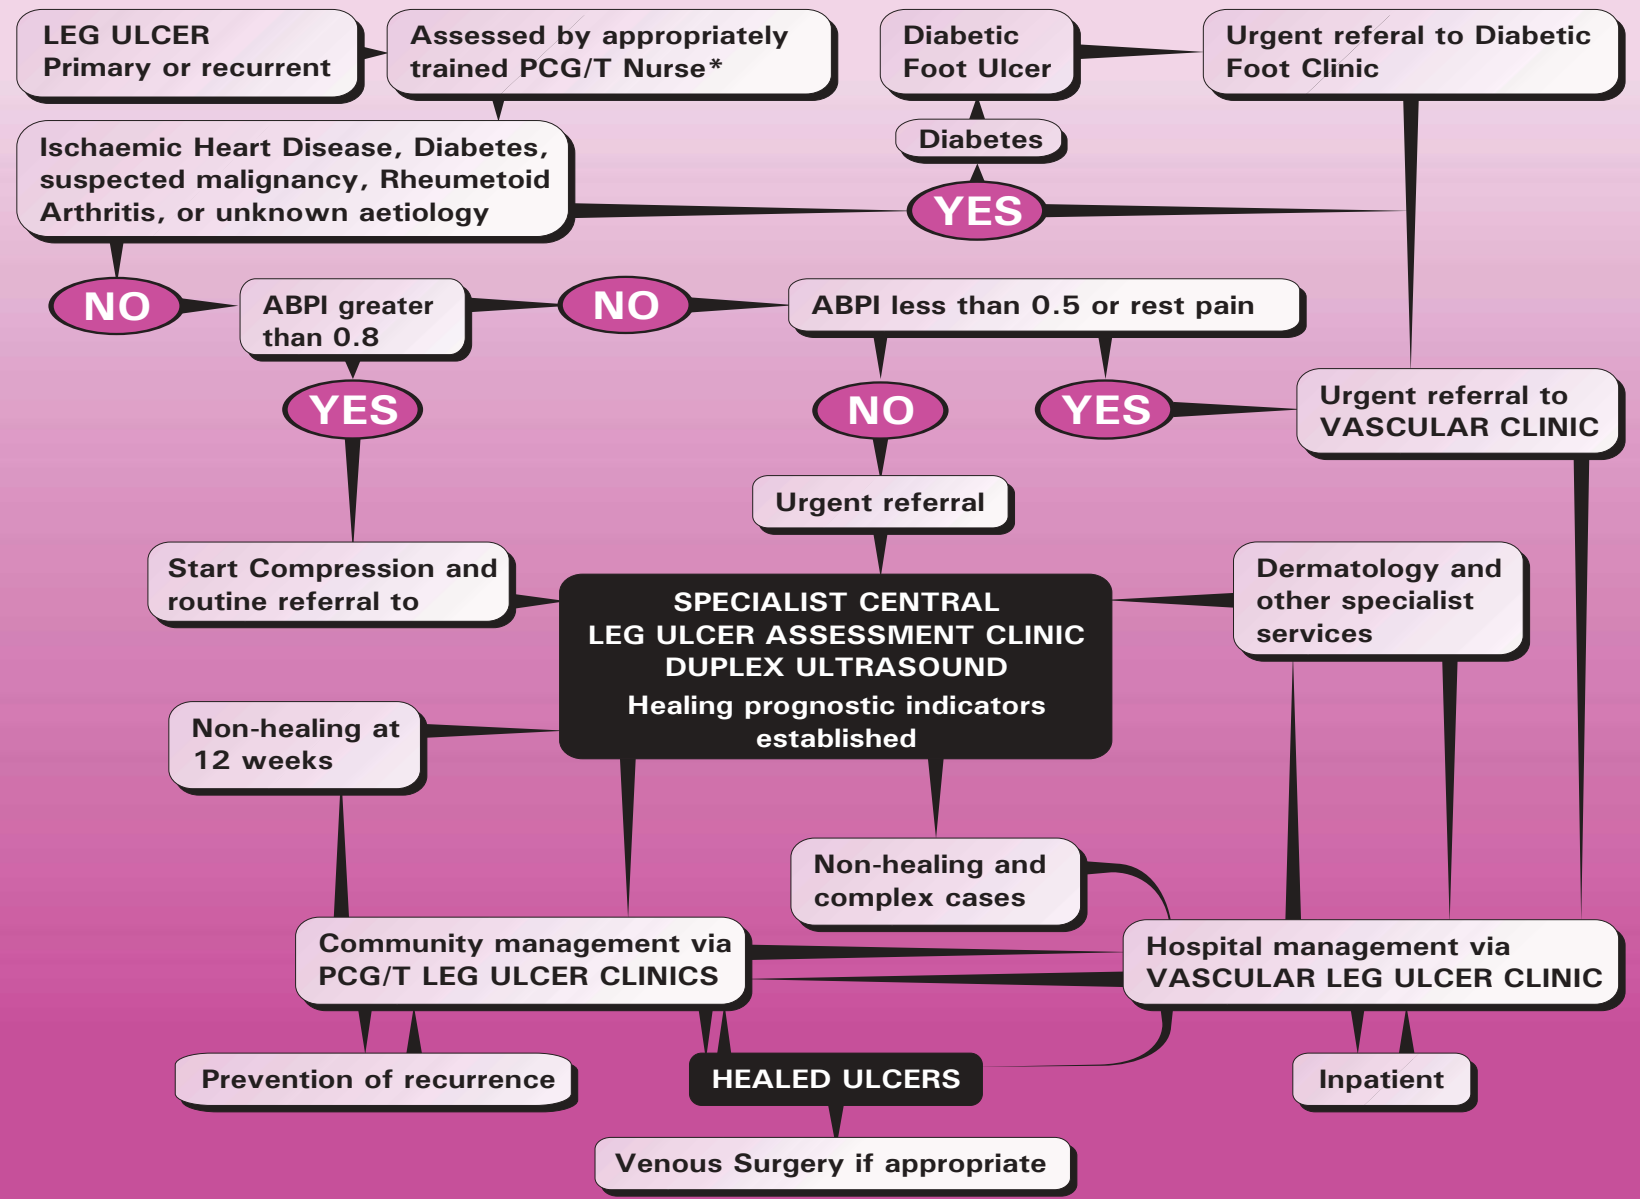 LEG ULCER
Primary or recurrent
Assessed by appropriately
trained PCG/T Nurse*
Diabetic
Foot Ulcer
Urgent referal to Diabetic
Foot Clinic
Diabetes
Ischaemic Heart Disease, Diabetes,
suspected malignancy, Rheumetoid
Arthritis, or unknown aetiology
YES
NO
ABPI greater
than 0.8
NO
ABPI less than 0.5 or rest pain
YES
NO
YES
Urgent referral to
VASCULAR CLINIC
Urgent referral
Start Compression and
routine referral to
SPECIALIST CENTRAL
LEG ULCER ASSESSMENT CLINIC
DUPLEX ULTRASOUND
Healing prognostic indicators
established
Dermatology and
other specialist
services
Non-healing at
12 weeks
Non-healing and
complex cases
Community management via
PCG/T LEG ULCER CLINICS
Hospital management via
VASCULAR LEG ULCER CLINIC
Prevention of recurrence
HEALED ULCERS
Inpatient
Venous Surgery if appropriate